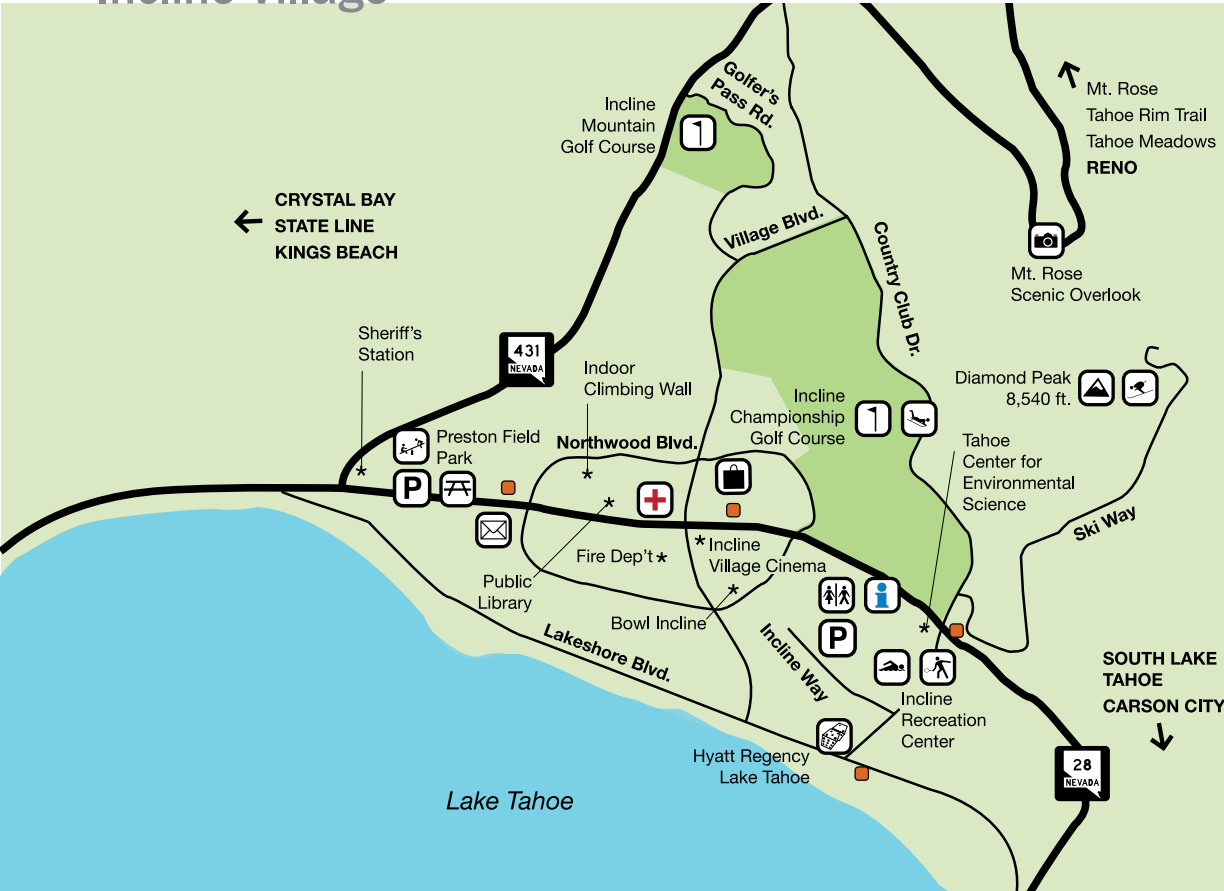 Incline Village
Golfer's
Pass Rd.
Mt. Rose
Tahoe Rim Trail
Tahoe Meadows
RENO
Incline
Mountain
Golf Course
CRYSTAL BAY
STATE LINE
KINGS BEACH
Village Blvd.
Country Club Dr.
Mt. Rose
Scenic Overlook
Sheriff's
Station
431
NEVADA
Indoor
Climbing Wall
Diamond Peak
8,540 ft.
Incline
Championship
Golf Course
Preston Field
Park
Northwood Blvd.
Tahoe
Center for
Environmental
Science
P
Ski Way
Fire Dep't
Incline
Village Cinema
Public
Library
i
Bowl Incline
P
Lakeshore Blvd.
Incline Way
SOUTH LAKE
TAHOE
CARSON CITY
Incline
Recreation
Center
Hyatt Regency
Lake Tahoe
28
NEVADA
Lake Tahoe